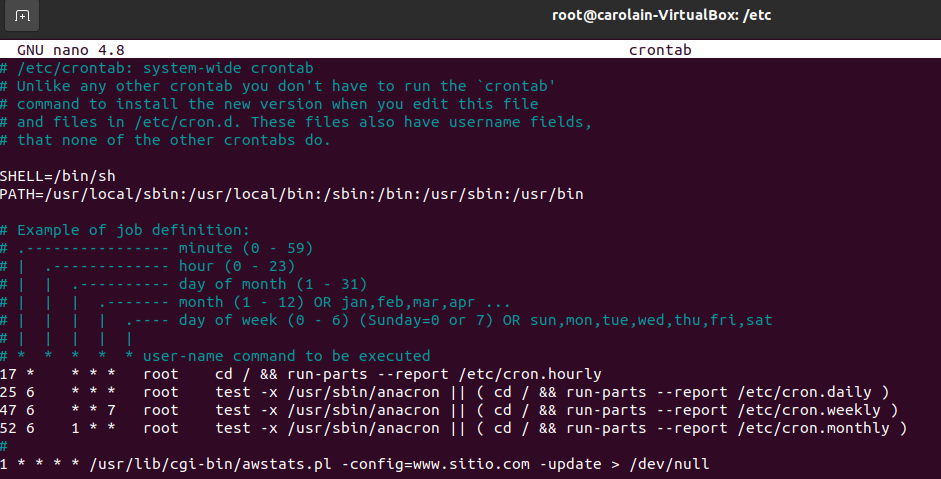 root@carolain-VirtualBox: /etc
GNU nano 4.8 crontab
# /etc/crontab: system-wide crontab
# Unlike any other crontab you don't have to run the `crontab'
# command to install the new version when you edit this file
# and files in /etc/cron.d. These files also have username fields,
# that none of the other crontabs do.

SHELL=/bin/sh
PATH=/usr/local/sbin:/usr/local/bin:/sbin:/bin:/usr/sbin:/usr/bin

# Example of job definition:
# .---------------- minute (0 - 59)
# |  .------------- hour (0 - 23)
# |  |  .---------- day of month (1 - 31)
# |  |  |  .------- month (1 - 12) OR jan,feb,mar,apr ...
# |  |  |  |  .---- day of week (0 - 6) (Sunday=0 or 7) OR sun,mon,tue,wed,thu,fri,sat
# |  |  |  |  |
# *  *  *  *  * user-name command to be executed
17 *    * * *   root    cd / && run-parts --report /etc/cron.hourly
25 6    * * *   root    test -x /usr/sbin/anacron || ( cd / && run-parts --report /etc/cron.daily )
47 6    * * 7   root    test -x /usr/sbin/anacron || ( cd / && run-parts --report /etc/cron.weekly )
52 6    1 * *   root    test -x /usr/sbin/anacron || ( cd / && run-parts --report /etc/cron.monthly )
#
1 * * * * /usr/lib/cgi-bin/awstats.pl -config=www.sitio.com -update > /dev/null